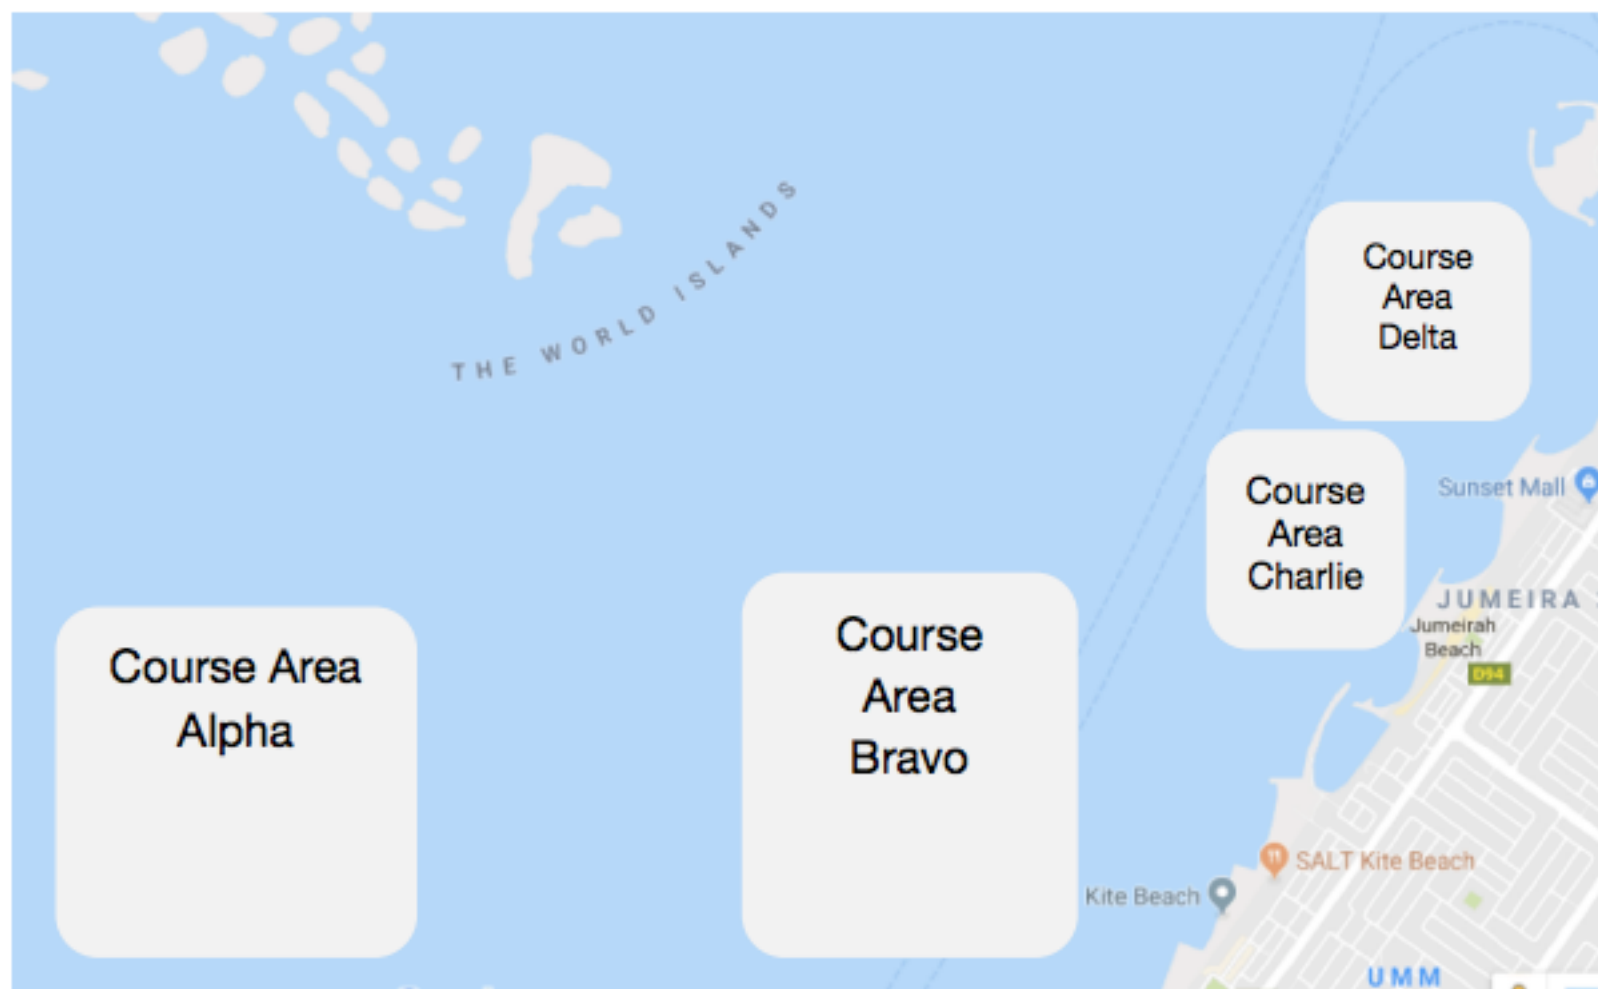 THE WORLD ISLANDS
Course
Area
Delta
Course
Area
Charlie
Sunset Mall
JUMEIRA
Jumeirah
Beach
D94
Course Area
Alpha
Course
Area
Bravo
SALT Kite Beach
Kite Beach
UMM